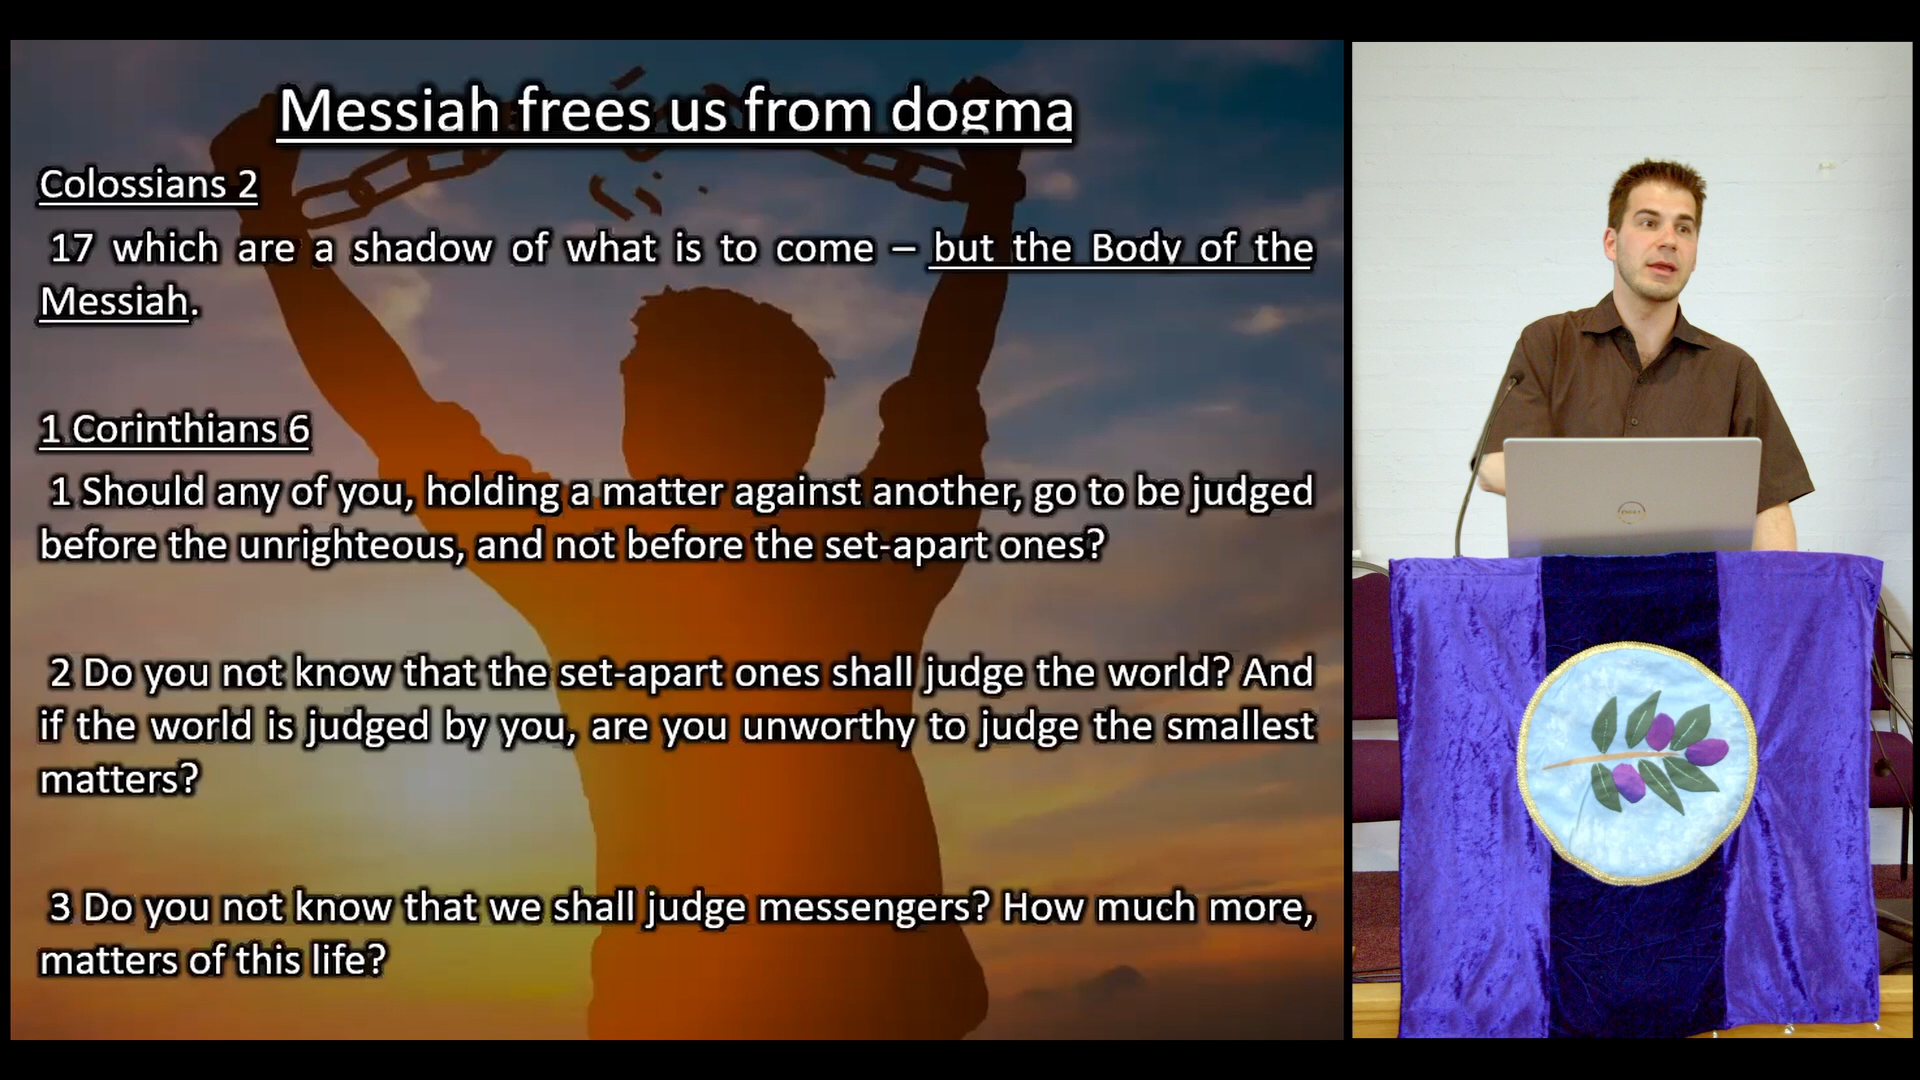 Messiah frees us from dogma
Colossians 2
17 which are a shadow of what is to come – but the Body of the
Messiah.
1 Corinthians 6
1 Should any of you, holding a matter against another, go to be judged
before the unrighteous, and not before the set-apart ones?
2 Do you not know that the set-apart ones shall judge the world? And
if the world is judged by you, are you unworthy to judge the smallest
matters?
3 Do you not know that we shall judge messengers? How much more,
matters of this life?
DELL